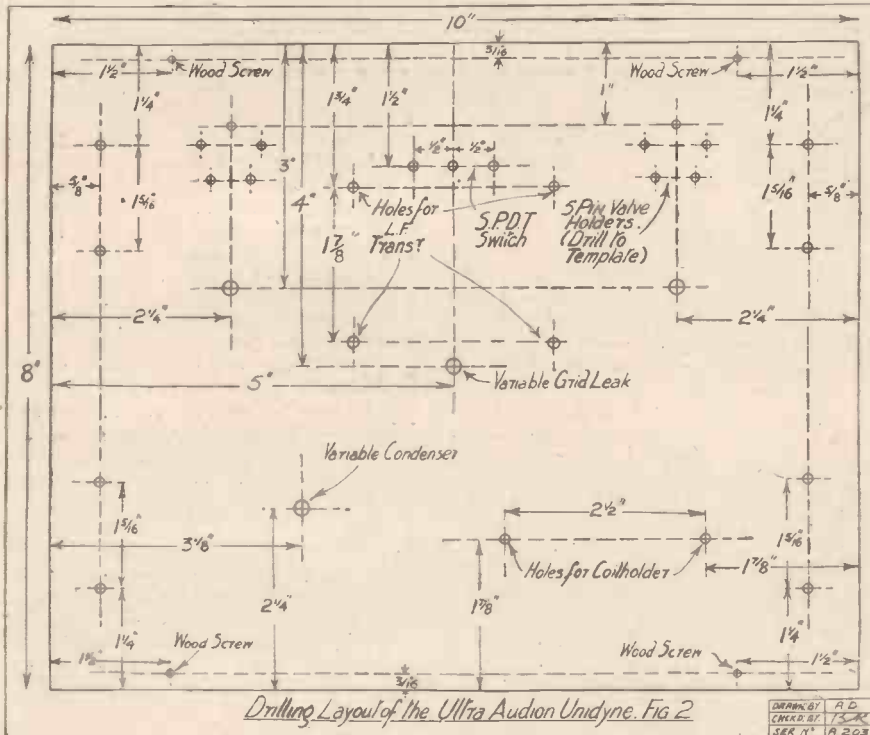 10"
3/16
1½" Wood Screw
Wood Screw 1½"
1¼"
1¾"
1½"
1"
1¼"
½" ½"
3"
4"
5/8"
1 5/16"
Holes for
L.F.
Transr
S.P.D.T
Switch
5 Pin Valve
Holders.
(Drill to
Template)
1 5/16"
5/8"
1 7/8"
2¼"
2¼"
8"
5"
Variable Grid Leak
Variable Condenser
2½"
1 5/16"
3 1/8"
Holes for Coilholder
1 7/8"
1 5/16"
2¼"
1 7/8"
1¼"
1¼"
1½" Wood Screw
Wood Screw 1½"
3/16
Drilling Layout of the Ultra Audion Unidyne. Fig 2
DRAWN BY A.D.
CHECKD. BY
SER. No A 203